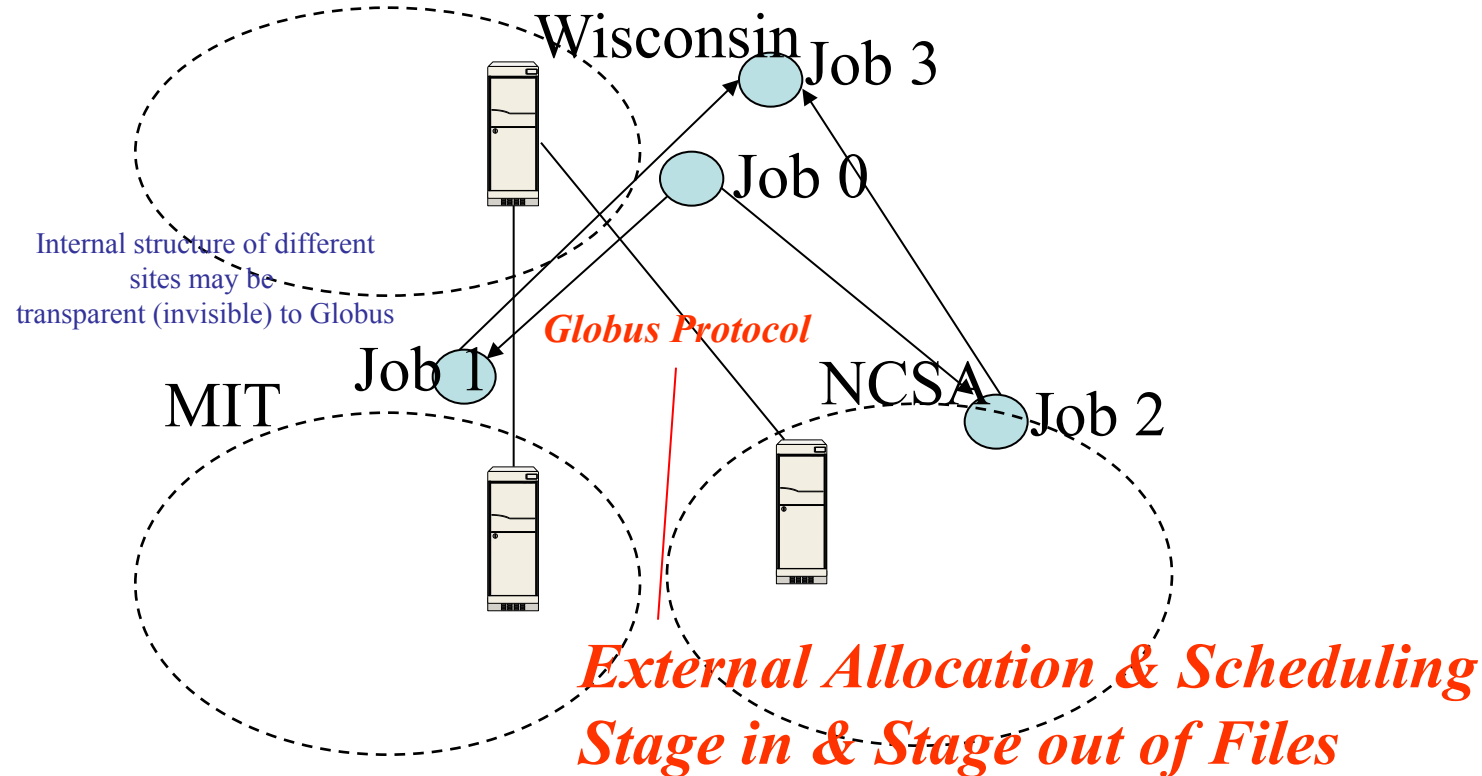 Wisconsin
Job 3
Job 0
Internal structure of different
sites may be
transparent (invisible) to Globus
Globus Protocol
Job 1
MIT
NCSA
Job 2
External Allocation & Scheduling
Stage in & Stage out of Files